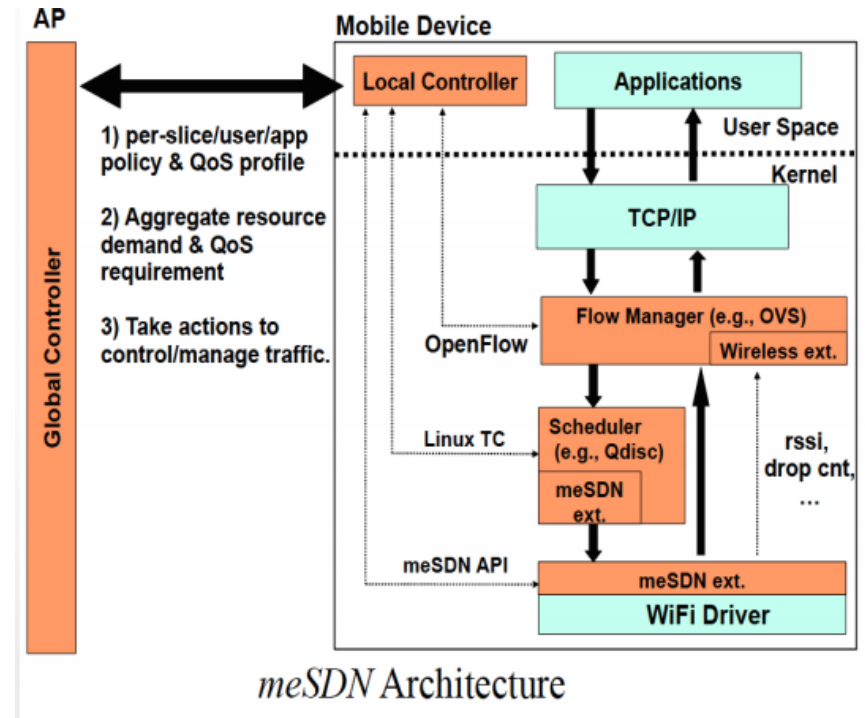 AP
Mobile Device
Local Controller
Applications
User Space
Kernel
1) per-slice/user/app
policy & QoS profile
2) Aggregate resource
demand & QoS
requirement
3) Take actions to
control/manage traffic.
Global Controller
TCP/IP
Flow Manager (e.g., OVS)
Wireless ext.
OpenFlow
Linux TC
Scheduler
(e.g., Qdisc)
meSDN
ext.
rssi,
drop cnt,
...
meSDN API
meSDN ext.
WiFi Driver
meSDN Architecture